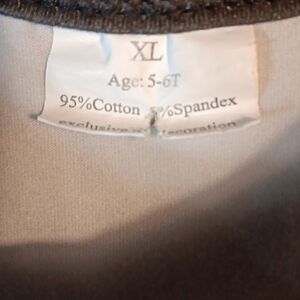 XL
Age: 5-6T
95%Cotton %Spandex
exclusive decoration